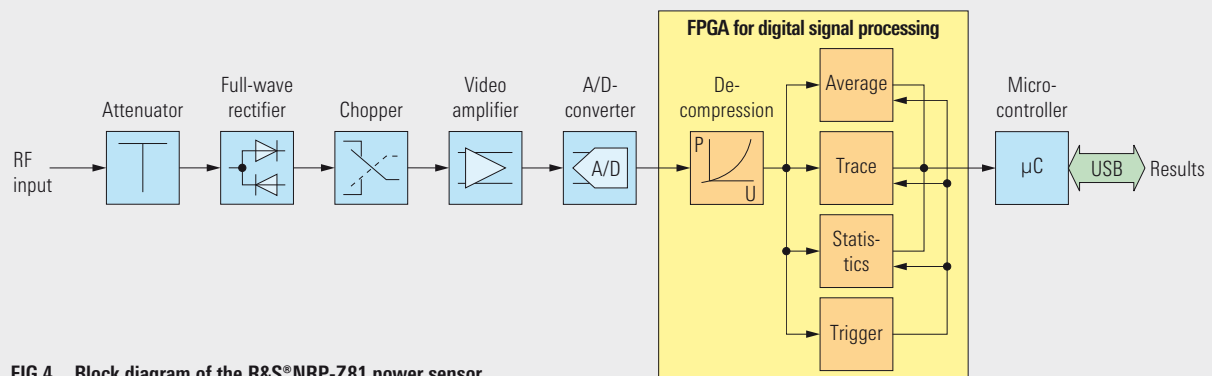 FPGA for digital signal processing
Attenuator
Full-wave
rectifier
Chopper
Video
amplifier
A/D-
converter
De-
compression
Average
Micro-
controller
RF
input
A/D
P
U
Trace
µC
USB
Results
Statis-
tics
Trigger
FIG 4 Block diagram of the R&S®NRP-Z81 power sensor